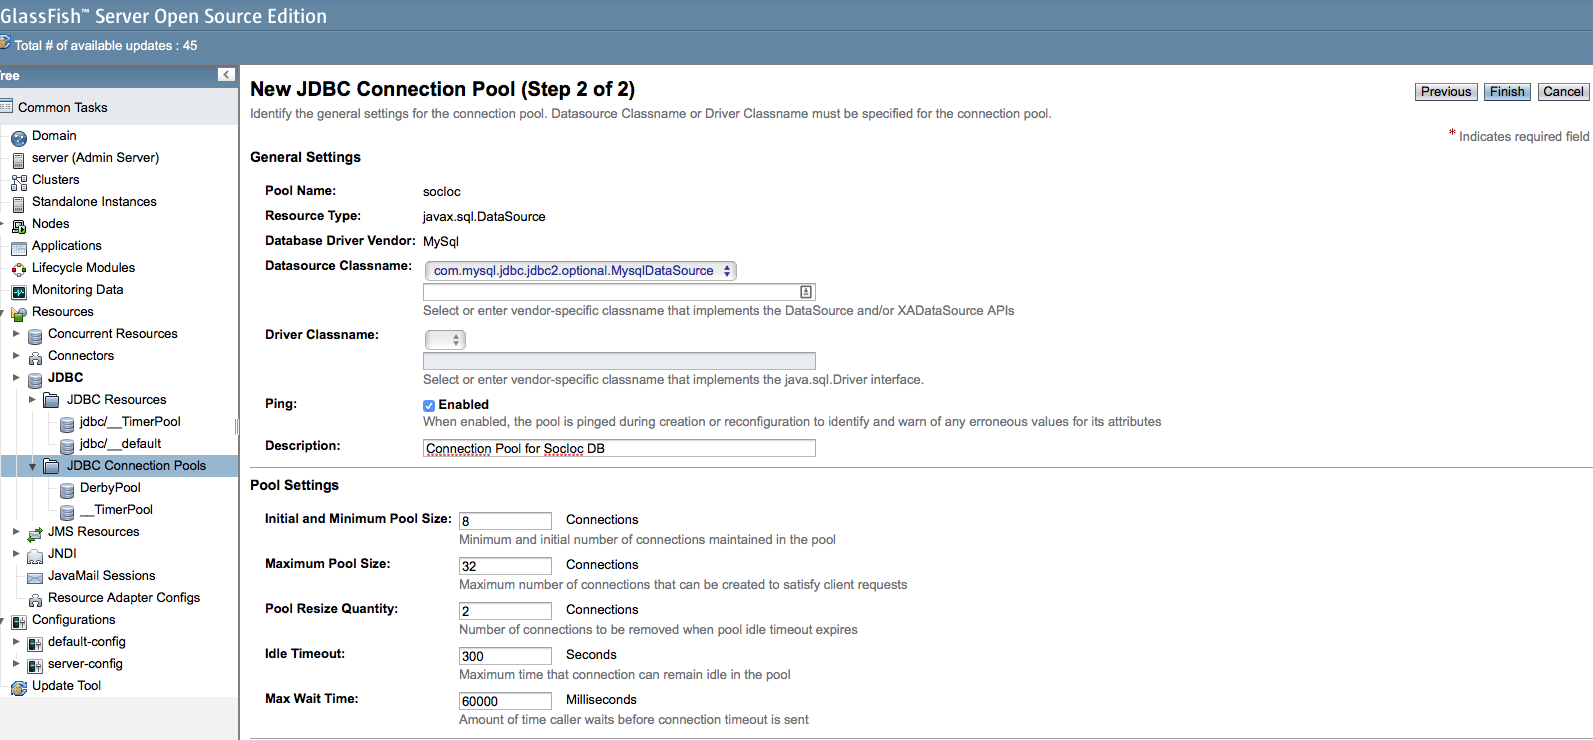 GlassFish™ Server Open Source Edition
Total # of available updates : 45
ree
Common Tasks
Domain
server (Admin Server)
Clusters
Standalone Instances
Nodes
Applications
Lifecycle Modules
Monitoring Data
Resources
Concurrent Resources
Connectors
JDBC
JDBC Resources
jdbc/__TimerPool
jdbc/__default
JDBC Connection Pools
DerbyPool
__TimerPool
JMS Resources
JNDI
JavaMail Sessions
Resource Adapter Configs
Configurations
default-config
server-config
Update Tool
New JDBC Connection Pool (Step 2 of 2)
Previous Finish Cancel
Identify the general settings for the connection pool. Datasource Classname or Driver Classname must be specified for the connection pool.
* Indicates required field
General Settings
Pool Name: socloc
Resource Type: javax.sql.DataSource
Database Driver Vendor: MySql
Datasource Classname: com.mysql.jdbc.jdbc2.optional.MysqlDataSource
Select or enter vendor-specific classname that implements the DataSource and/or XADataSource APIs
Driver Classname:
Select or enter vendor-specific classname that implements the java.sql.Driver interface.
Ping: Enabled
When enabled, the pool is pinged during creation or reconfiguration to identify and warn of any erroneous values for its attributes
Description: Connection Pool for Socloc DB
Pool Settings
Initial and Minimum Pool Size: 8 Connections
Minimum and initial number of connections maintained in the pool
Maximum Pool Size: 32 Connections
Maximum number of connections that can be created to satisfy client requests
Pool Resize Quantity: 2 Connections
Number of connections to be removed when pool idle timeout expires
Idle Timeout: 300 Seconds
Maximum time that connection can remain idle in the pool
Max Wait Time: 60000 Milliseconds
Amount of time caller waits before connection timeout is sent